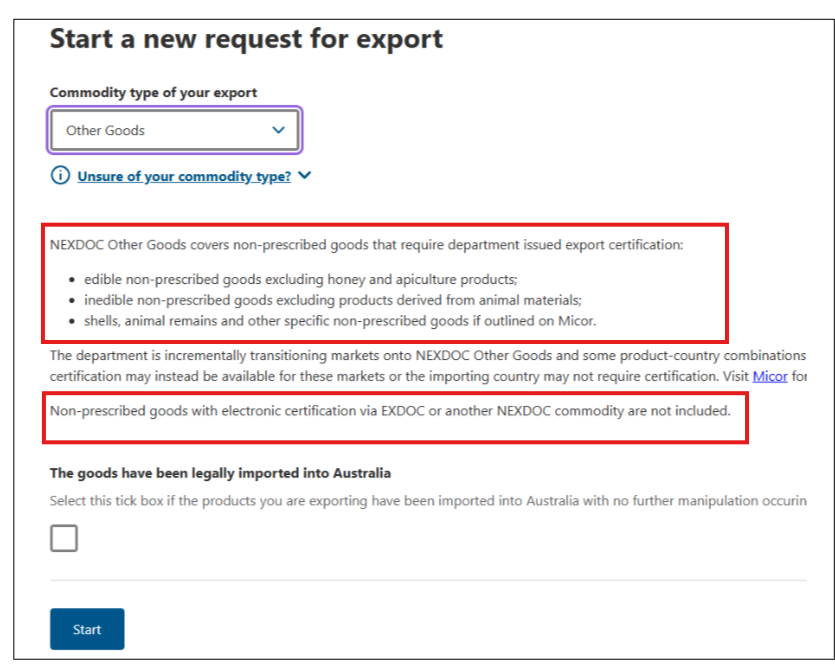 Start a new request for export
Commodity type of your export
Other Goods
Unsure of your commodity type?
NEXDOC Other Goods covers non-prescribed goods that require department issued export certification:
• edible non-prescribed goods excluding honey and apiculture products;
• inedible non-prescribed goods excluding products derived from animal materials;
• shells, animal remains and other specific non-prescribed goods if outlined on Micor.
The department is incrementally transitioning markets onto NEXDOC Other Goods and some product-country combinations
certification may instead be available for these markets or the importing country may not require certification. Visit Micor for
Non-prescribed goods with electronic certification via EXDOC or another NEXDOC commodity are not included.
The goods have been legally imported into Australia
Select this tick box if the products you are exporting have been imported into Australia with no further manipulation occurin
Start